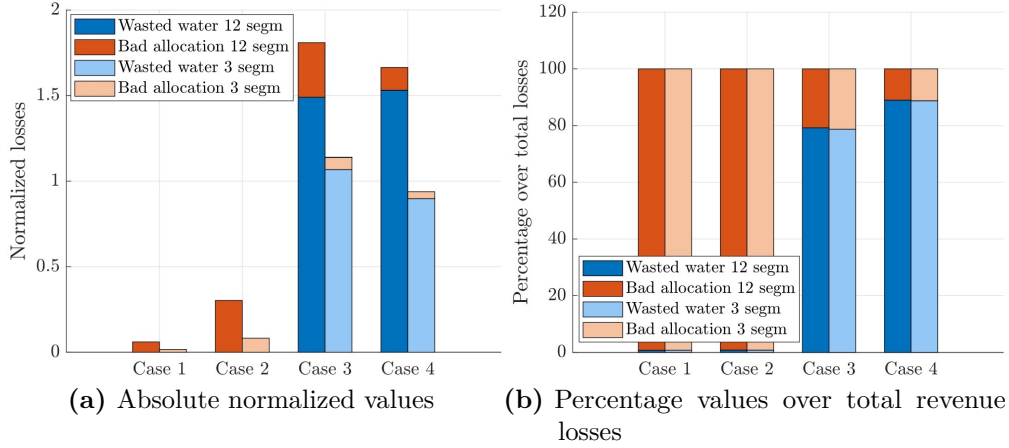 2
1.5
1
0.5
0
Normalized losses
Wasted water 12 segm
Bad allocation 12 segm
Wasted water 3 segm
Bad allocation 3 segm
Case 1 Case 2 Case 3 Case 4
(a) Absolute normalized values
120
100
80
60
40
20
0
Percentage over total losses
Wasted water 12 segm
Bad allocation 12 segm
Wasted water 3 segm
Bad allocation 3 segm
Case 1 Case 2 Case 3 Case 4
(b) Percentage values over total revenue
losses